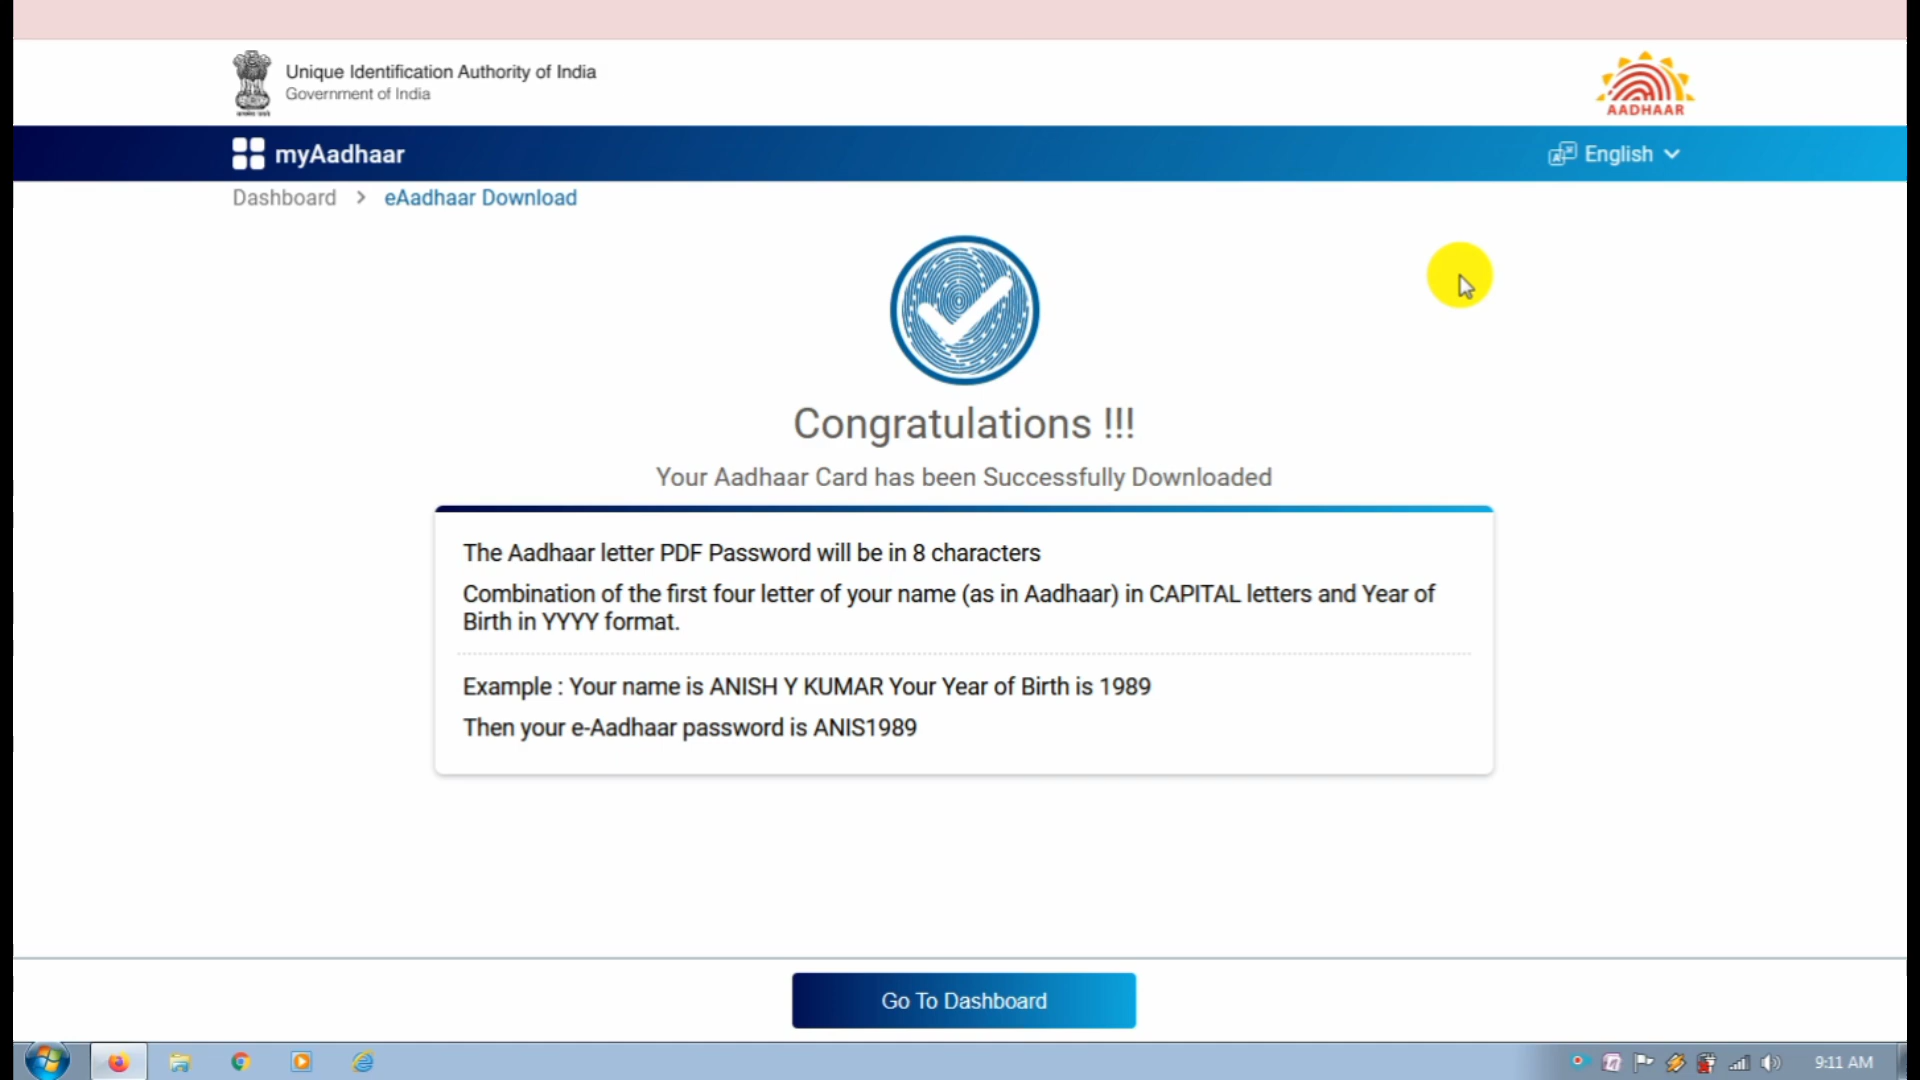 Unique Identification Authority of India
Government of India
AADHAAR
myAadhaar
English
Dashboard > eAadhaar Download
Congratulations !!!
Your Aadhaar Card has been Successfully Downloaded
The Aadhaar letter PDF Password will be in 8 characters
Combination of the first four letter of your name (as in Aadhaar) in CAPITAL letters and Year of
Birth in YYYY format.
Example : Your name is ANISH Y KUMAR Your Year of Birth is 1989
Then your e-Aadhaar password is ANIS1989
Go To Dashboard
9:11 AM